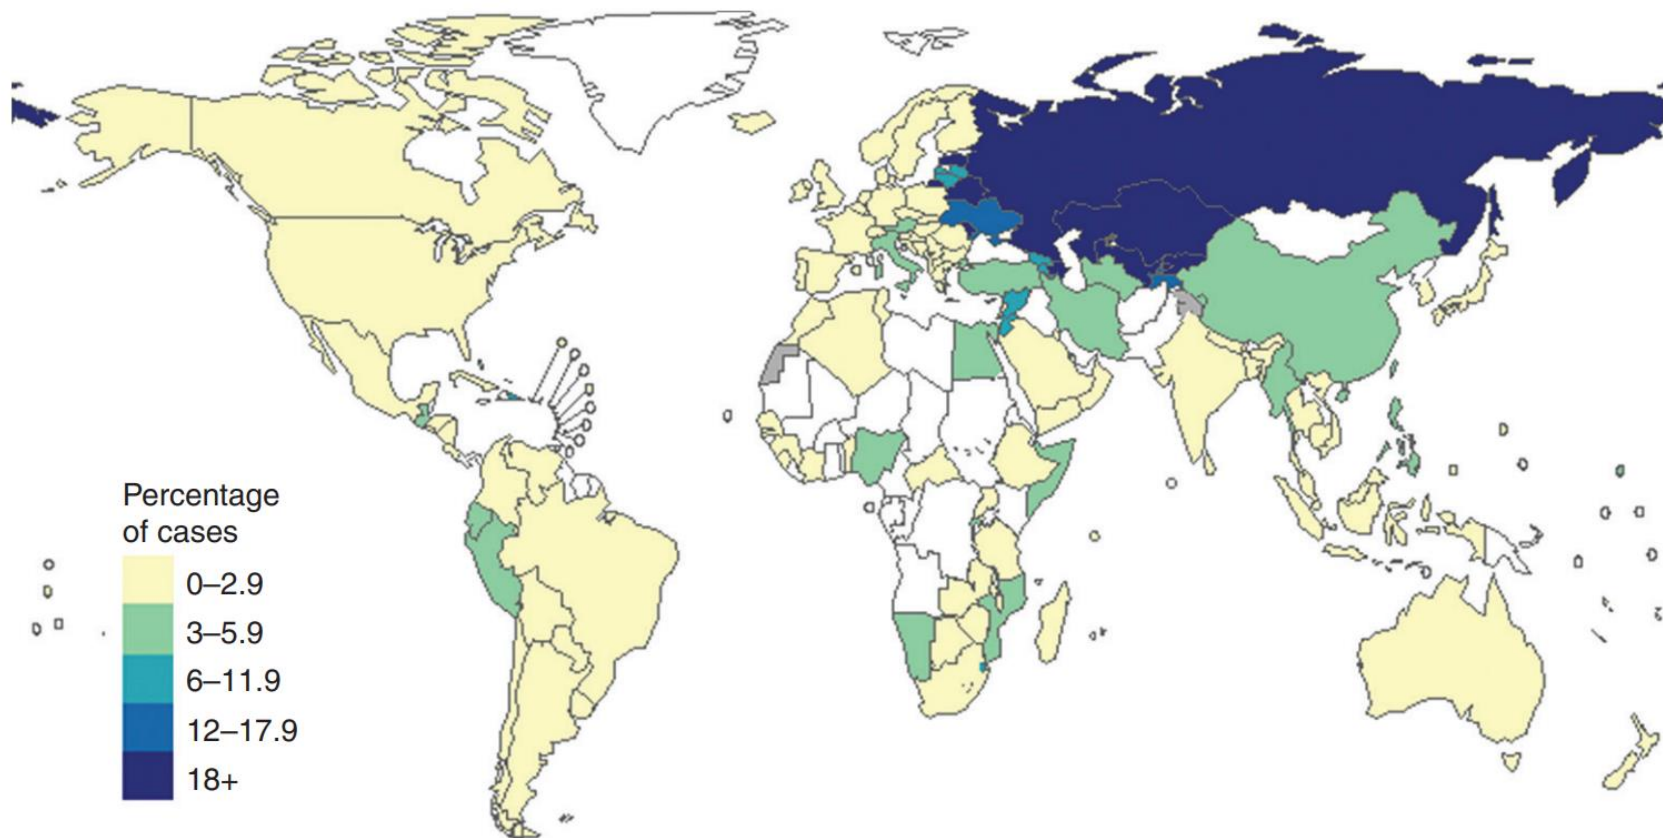 Percentage
of cases
0–2.9
3–5.9
6–11.9
12–17.9
18+